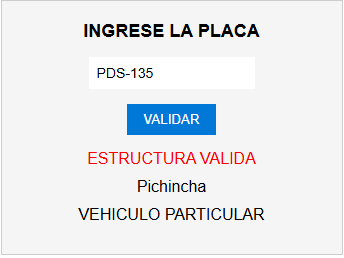 INGRESE LA PLACA
PDS-135
VALIDAR
ESTRUCTURA VALIDA
Pichincha
VEHICULO PARTICULAR